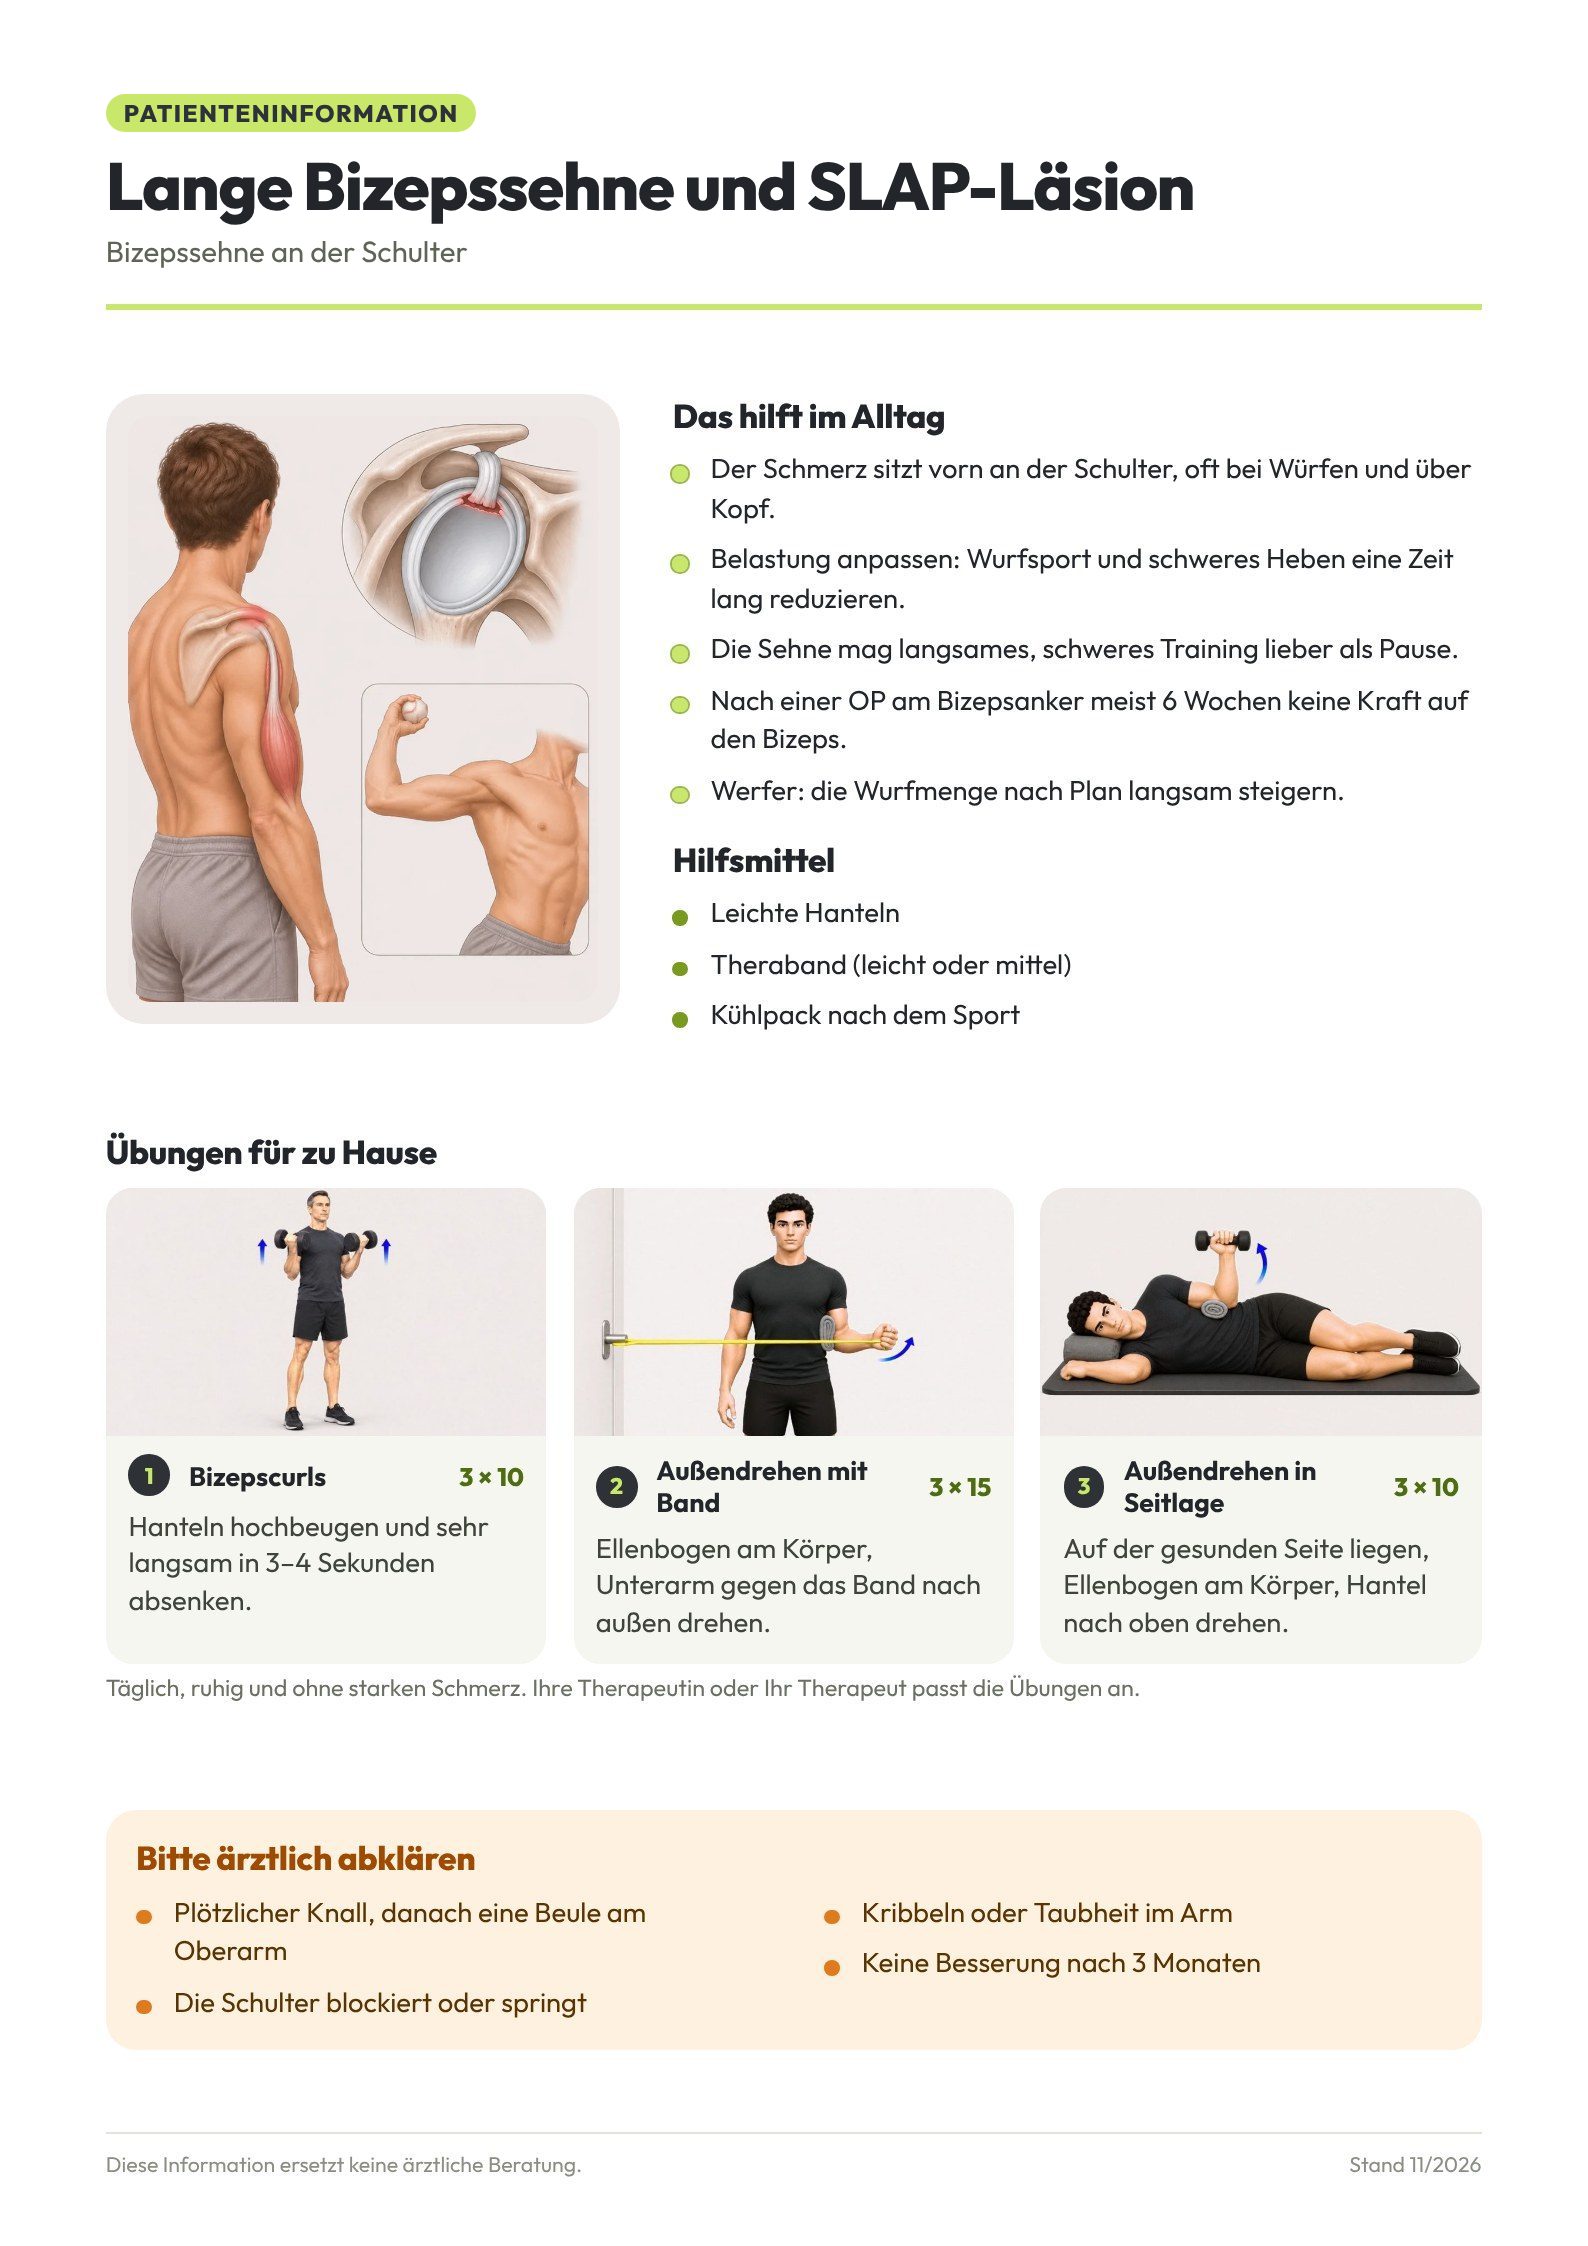 PATIENTENINFORMATION
Lange Bizepssehne und SLAP-Läsion
Bizepssehne an der Schulter
Das hilft im Alltag
Der Schmerz sitzt vorn an der Schulter, oft bei Würfen und über
Kopf.
Belastung anpassen: Wurfsport und schweres Heben eine Zeit
lang reduzieren.
Die Sehne mag langsames, schweres Training lieber als Pause.
Nach einer OP am Bizepsanker meist 6 Wochen keine Kraft auf
den Bizeps.
Werfer: die Wurfmenge nach Plan langsam steigern.
Hilfsmittel
Leichte Hanteln
Theraband (leicht oder mittel)
Kühlpack nach dem Sport
Übungen für zu Hause
1 Bizepscurls 3 × 10
Hanteln hochbeugen und sehr
langsam in 3–4 Sekunden
absenken.
2 Außendrehen mit
Band 3 × 15
Ellenbogen am Körper,
Unterarm gegen das Band nach
außen drehen.
3 Außendrehen in
Seitlage 3 × 10
Auf der gesunden Seite liegen,
Ellenbogen am Körper, Hantel
nach oben drehen.
Täglich, ruhig und ohne starken Schmerz. Ihre Therapeutin oder Ihr Therapeut passt die Übungen an.
Bitte ärztlich abklären
Plötzlicher Knall, danach eine Beule am
Oberarm
Die Schulter blockiert oder springt
Kribbeln oder Taubheit im Arm
Keine Besserung nach 3 Monaten
Diese Information ersetzt keine ärztliche Beratung.
Stand 11/2026